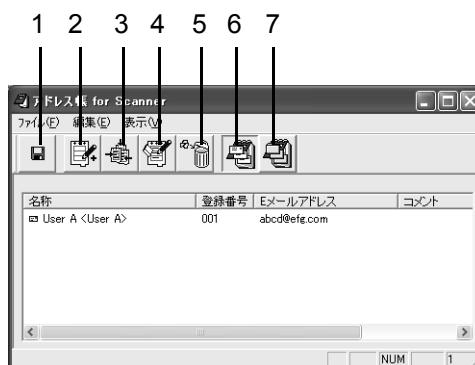 1 2 3 4 5 6 7
アドレス帳 for Scanner
ファイル(F) 編集(E) 表示(V)
名称 登録番号 Eメールアドレス コメント
User A <User A> 001 abcd@efg.com
NUM 1